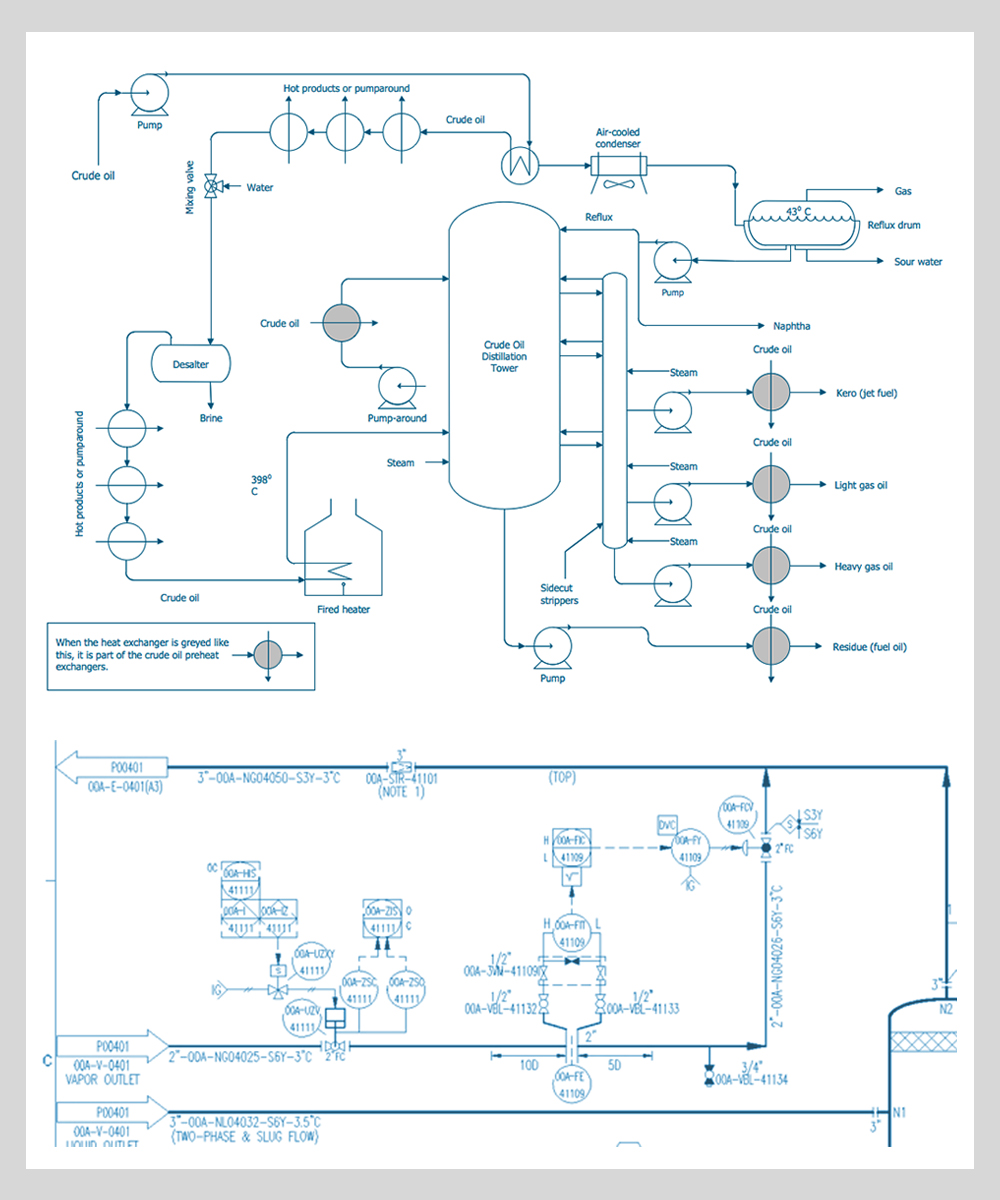 Hot products or pumparound
Pump
Crude oil
Crude oil
Air-cooled
condenser
Mixing valve
Water
43⁰ C
Gas
Reflux drum
Sour water
Reflux
Pump
Naphtha
Crude oil
Crude Oil
Distillation
Tower
Desalter
Brine
Pump-around
Steam
398⁰
C
Hot products or pumparound
Crude oil
Fired heater
Crude oil
Steam
Kero (jet fuel)
Crude oil
Steam
Light gas oil
Crude oil
Steam
Heavy gas oil
Sidecut
strippers
Crude oil
Residue (fuel oil)
Pump
When the heat exchanger is greyed like
this, it is part of the crude oil preheat
exchangers.
P00401
00A-E-0401(A3)
3"-00A-NG04050-S3Y-3°C
3"
00A-STR-41101
(NOTE 1)
(TOP)
00A-FCV
41109
S
S3Y
S6Y
2" FC
DVC
00A-FY
41109
IG
H
L
00A-FIC
41109
√
OC
00A-HIS
41111
00A-I
41111
00A-IZ
41111
00A-ZIS
41111
O
C
H
L
00A-FIT
41109
S
00A-UZXY
41111
IG
00A-UZV
41111
2" FC
00A-ZSC
41111
00A-ZSC
41111
1/2"
00A-3VM-41109
1/2"
00A-VBL-41132
1/2"
00A-VBL-41133
2"
2"-00A-NG04026-S6Y-3°C
3"
N2
C
P00401
00A-V-0401
VAPOR OUTLET
2"-00A-NG04025-S6Y-3°C
10D
5D
00A-FE
41109
3/4"
00A-VBL-41134
P00401
00A-V-0401
LIQUID OUTLET
3"-00A-NL04032-S6Y-3.5°C
(TWO-PHASE & SLUG FLOW)
3"
N1